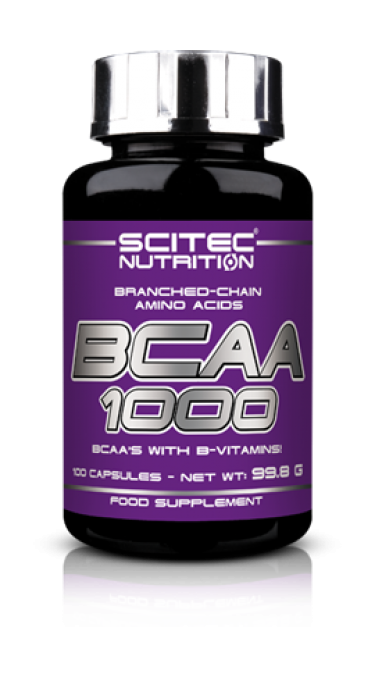 SCITEC®
NUTRITION
BRANCHED-CHAIN
AMINO ACIDS
BCAA
1000
BCAA'S WITH B-VITAMINS!
100 CAPSULES - NET WT: 99.8 G
FOOD SUPPLEMENT